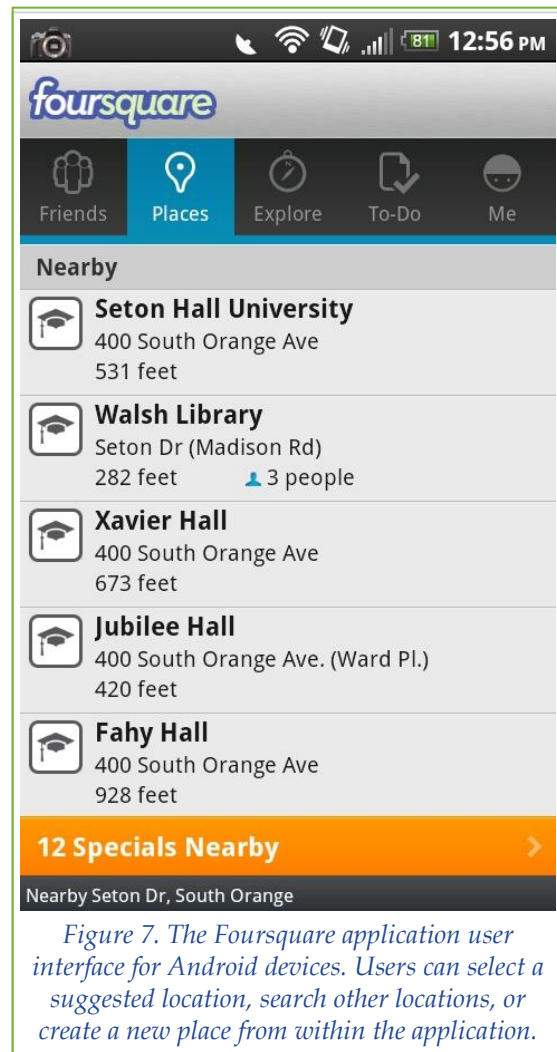 81 12:56 PM
foursquare
Friends Places Explore To-Do Me
Nearby
Seton Hall University
400 South Orange Ave
531 feet
Walsh Library
Seton Dr (Madison Rd)
282 feet 3 people
Xavier Hall
400 South Orange Ave
673 feet
Jubilee Hall
400 South Orange Ave. (Ward Pl.)
420 feet
Fahy Hall
400 South Orange Ave
928 feet
12 Specials Nearby
Nearby Seton Dr, South Orange
Figure 7. The Foursquare application user
interface for Android devices. Users can select a
suggested location, search other locations, or
create a new place from within the application.